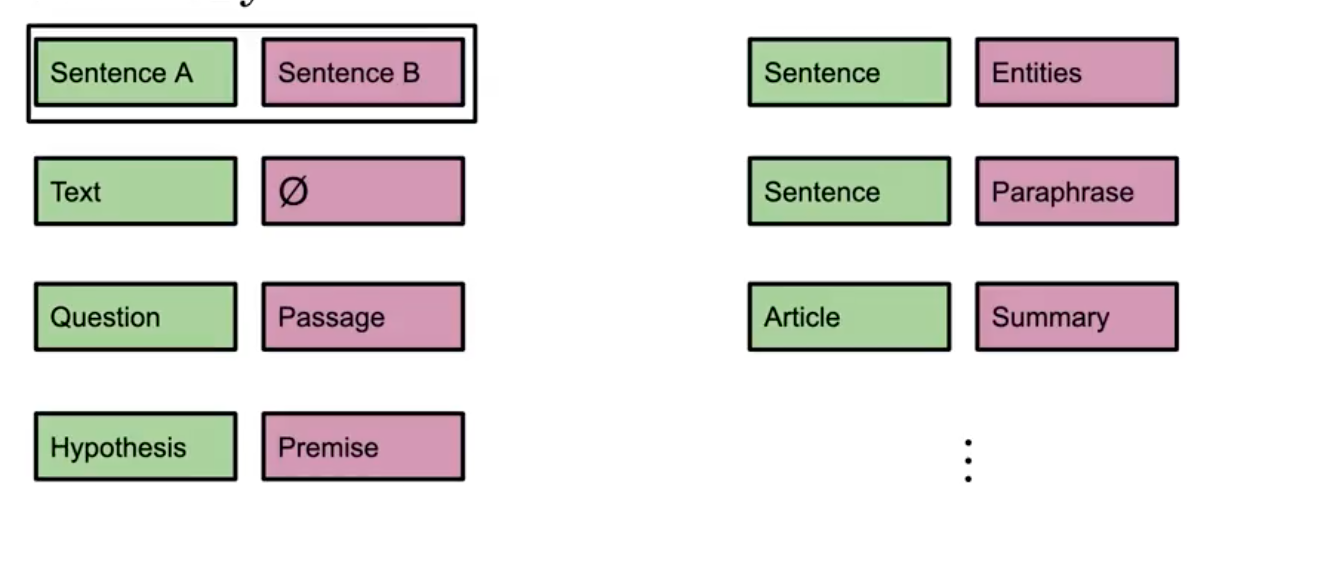 Sentence A Sentence B
Text Ø
Question Passage
Hypothesis Premise
Sentence Entities
Sentence Paraphrase
Article Summary
⋮